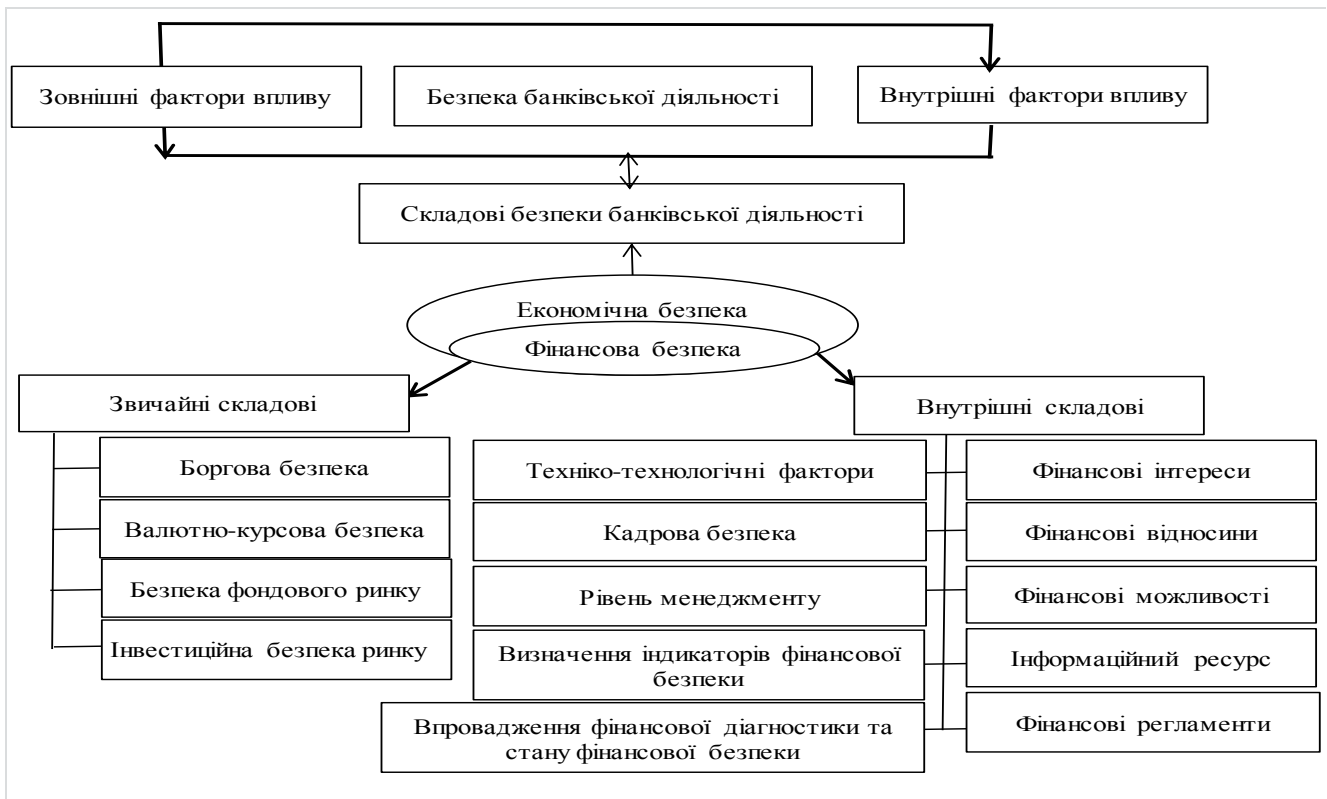 Зовнішні фактори впливу
Безпека банківської діяльності
Внутрішні фактори впливу
Складові безпеки банківської діяльності
Економічна безпека
Фінансова безпека
Звичайні складові
Внутрішні складові
Боргова безпека
Валютно-курсова безпека
Безпека фондового ринку
Інвестиційна безпека ринку
Техніко-технологічні фактори
Кадрова безпека
Рівень менеджменту
Визначення індикаторів фінансової
безпеки
Впровадження фінансової діагностики та
стану фінансової безпеки
Фінансові інтереси
Фінансові відносини
Фінансові можливості
Інформаційний ресурс
Фінансові регламенти